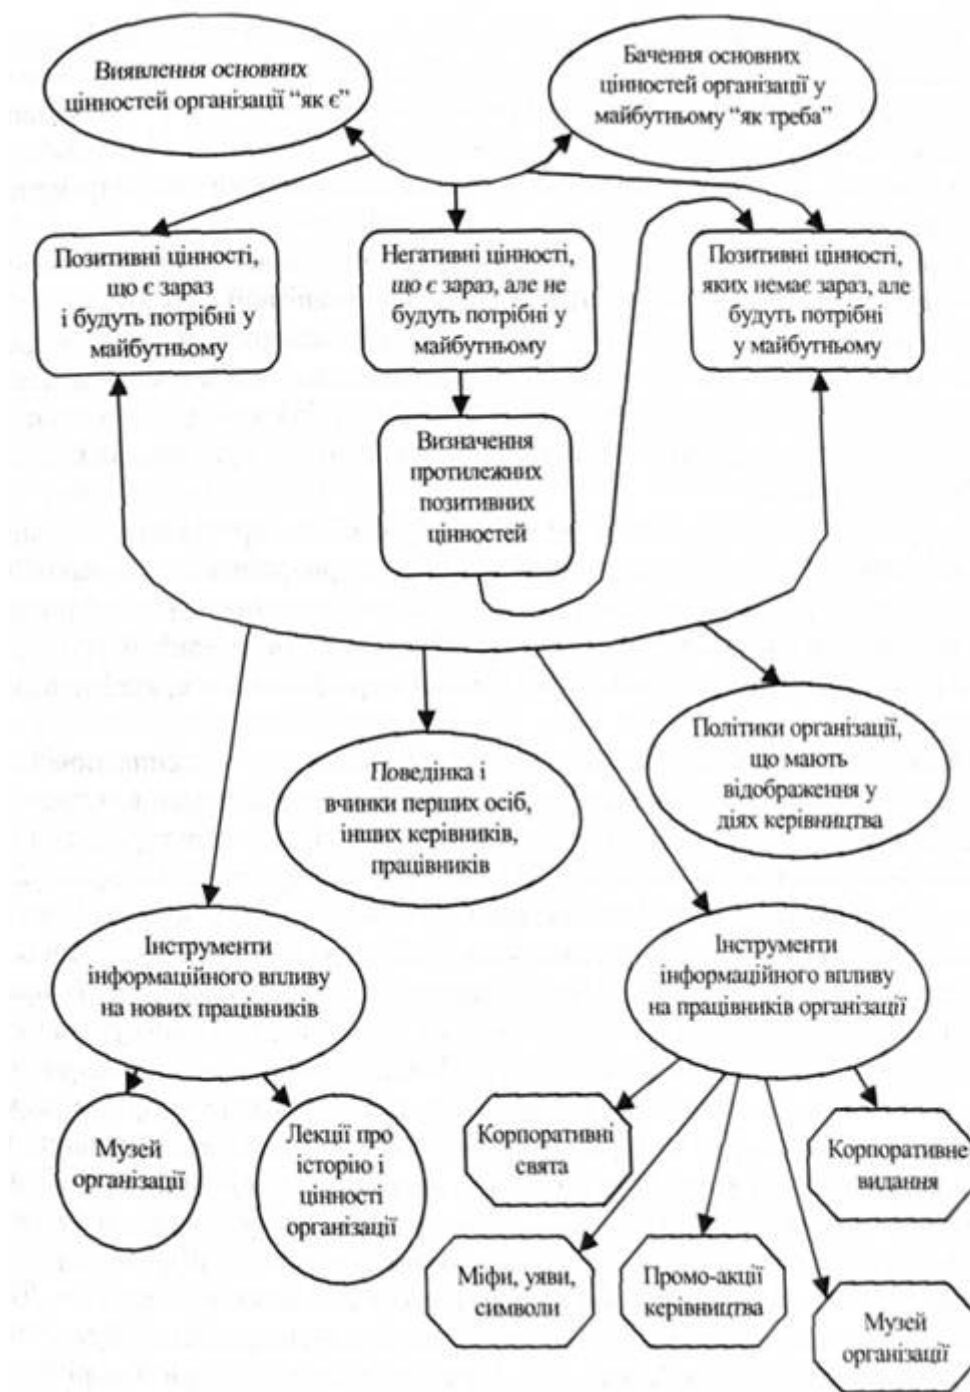 Виявлення основних
цінностей організації “як є”
Бачення основних
цінностей організації у
майбутньому “як треба”
Позитивні цінності,
що є зараз
і будуть потрібні у
майбутньому
Негативні цінності,
що є зараз, але не
будуть потрібні у
майбутньому
Позитивні цінності,
яких немає зараз, але
будуть потрібні
у майбутньому
Визначення
протилежних
позитивних
цінностей
Політики організації,
що мають
відображення у
діях керівництва
Поведінка і
вчинки перших осіб,
інших керівників,
працівників
Інструменти
інформаційного впливу
на нових працівників
Інструменти
інформаційного впливу
на працівників організації
Музей
організації
Лекції про
історію і
цінності
організації
Корпоративні
свята
Корпоративне
видання
Міфи, уяви,
символи
Промо-акції
керівництва
Музей
організації